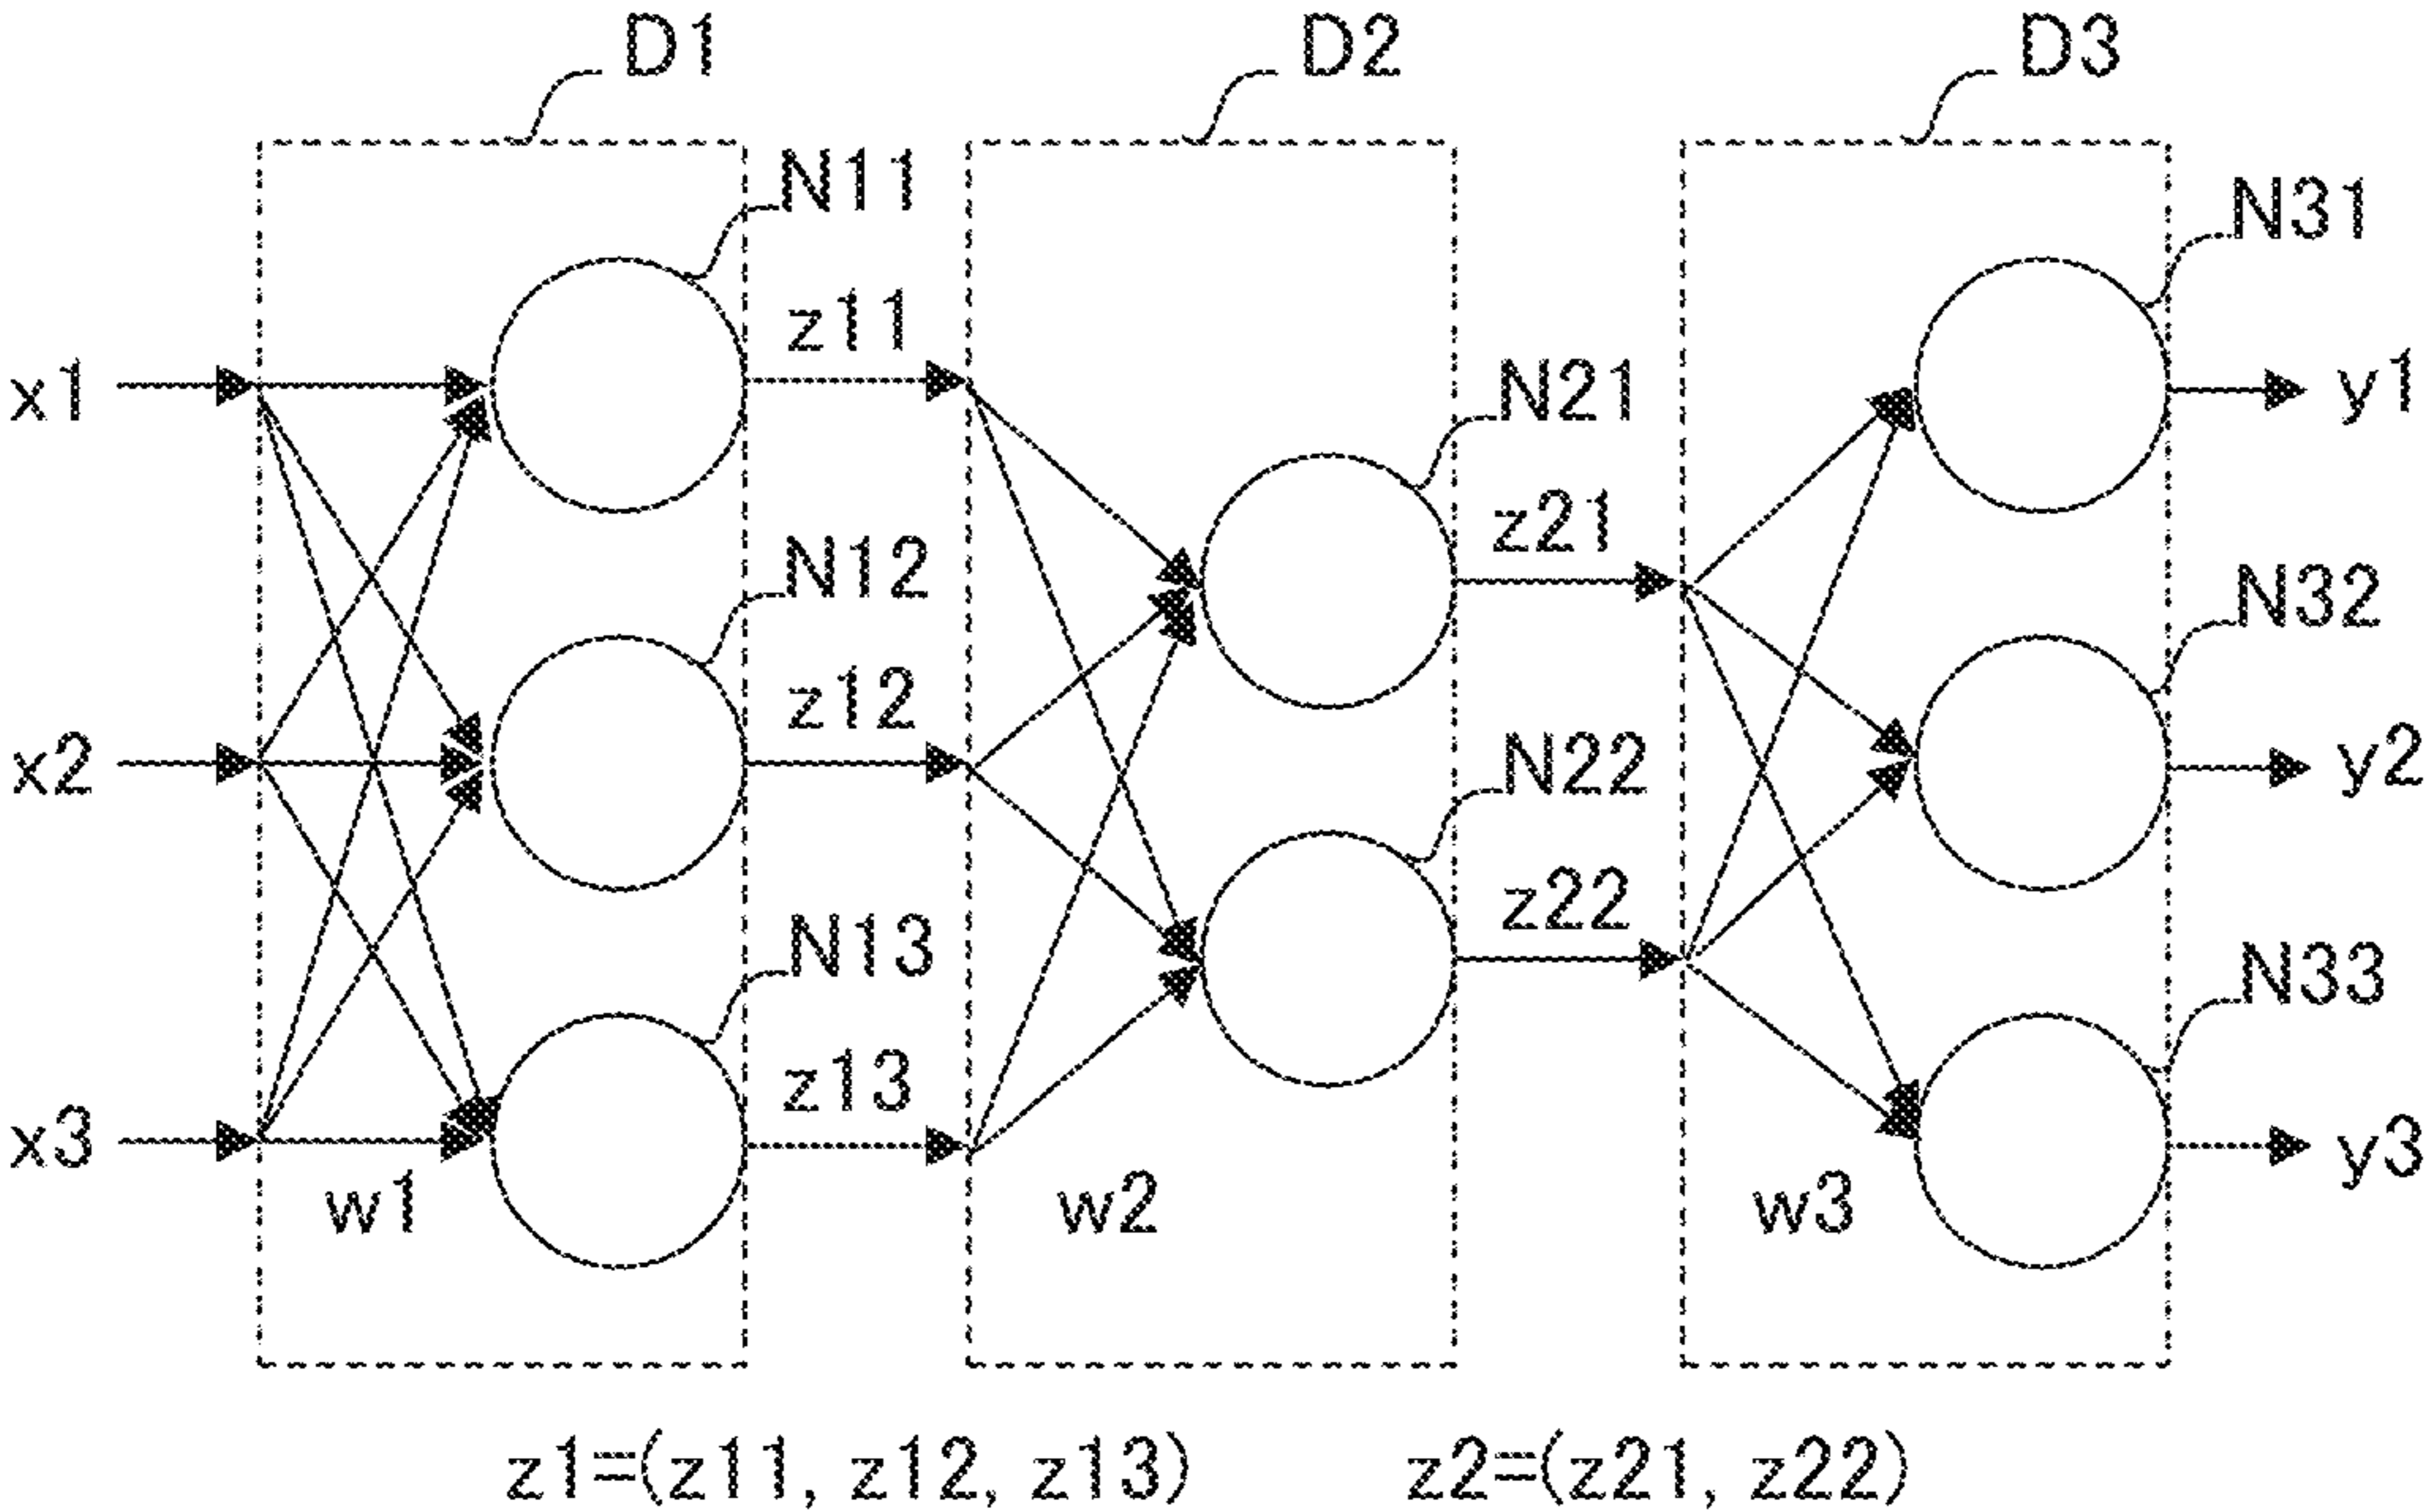 D1 D2 D3
N11 N31
z11
x1 N21 y1
z21
N12 N32
z12
x2 N22 y2
z22
N13 N33
z13
x3 y3
w1 w2 w3
z1=(z11, z12, z13) z2=(z21, z22)